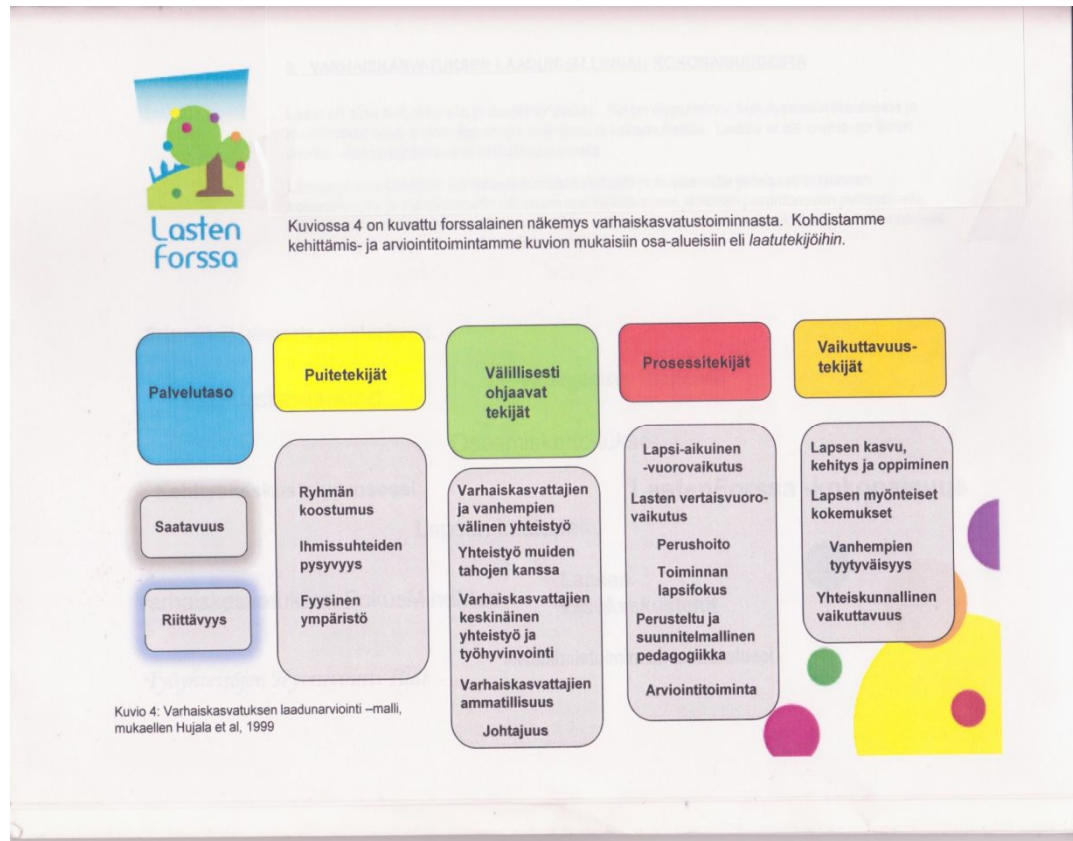 Lasten
Forssa
Kuviossa 4 on kuvattu forssalainen näkemys varhaiskasvatustoiminnasta. Kohdistamme
kehittämis- ja arviointitoimintamme kuvion mukaisiin osa-alueisiin eli laatutekijöihin.
Palvelutaso
Saatavuus
Riittävyys
Puitetekijät
Ryhmän
koostumus
Ihmissuhteiden
pysyvyys
Fyysinen
ympäristö
Välillisesti
ohjaavat
tekijät
Varhaiskasvattajien
ja vanhempien
välinen yhteistyö
Yhteistyö muiden
tahojen kanssa
Varhaiskasvattajien
keskinäinen
yhteistyö ja
työhyvinvointi
Varhaiskasvattajien
ammatillisuus
Johtajuus
Prosessitekijät
Lapsi-aikuinen
-vuorovaikutus
Lasten vertaisvuoro-
vaikutus
Perushoito
Toiminnan
lapsifokus
Perusteltu ja
suunnitelmallinen
pedagogiikka
Arviointitoiminta
Vaikuttavuus-
tekijät
Lapsen kasvu,
kehitys ja oppiminen
Lapsen myönteiset
kokemukset
Vanhempien
tyytyväisyys
Yhteiskunnallinen
vaikuttavuus
Kuvio 4: Varhaiskasvatuksen laadunarviointi –malli,
mukaellen Hujala et al, 1999